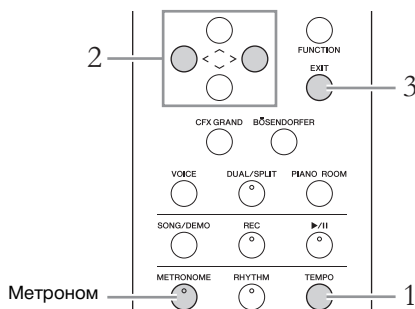 2
< >
FUNCTION
EXIT
3
CFX GRAND BÖSENDORFER
VOICE DUAL/SPLIT PIANO ROOM
SONG/DEMO REC ►/II
METRONOME RHYTHM TEMPO
Метроном 1